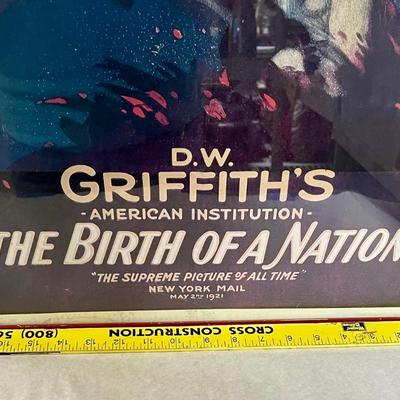 D.W.
GRIFFITH'S
- AMERICAN INSTITUTION -
THE BIRTH OF A NATION
"THE SUPREME PICTURE OF ALL TIME"
NEW YORK MAIL
MAY 2ND 1921
CROSS CONSTRUCTION (800) 56